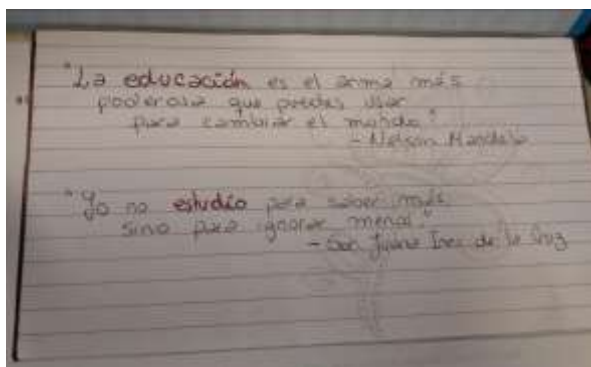 "La educación es el arma más
poderosa que puedes usar
para cambiar el mundo."
- Nelson Mandela
"Yo no estudio para saber más,
sino para ignorar menos."
- Sor Juana Ines de la Cruz